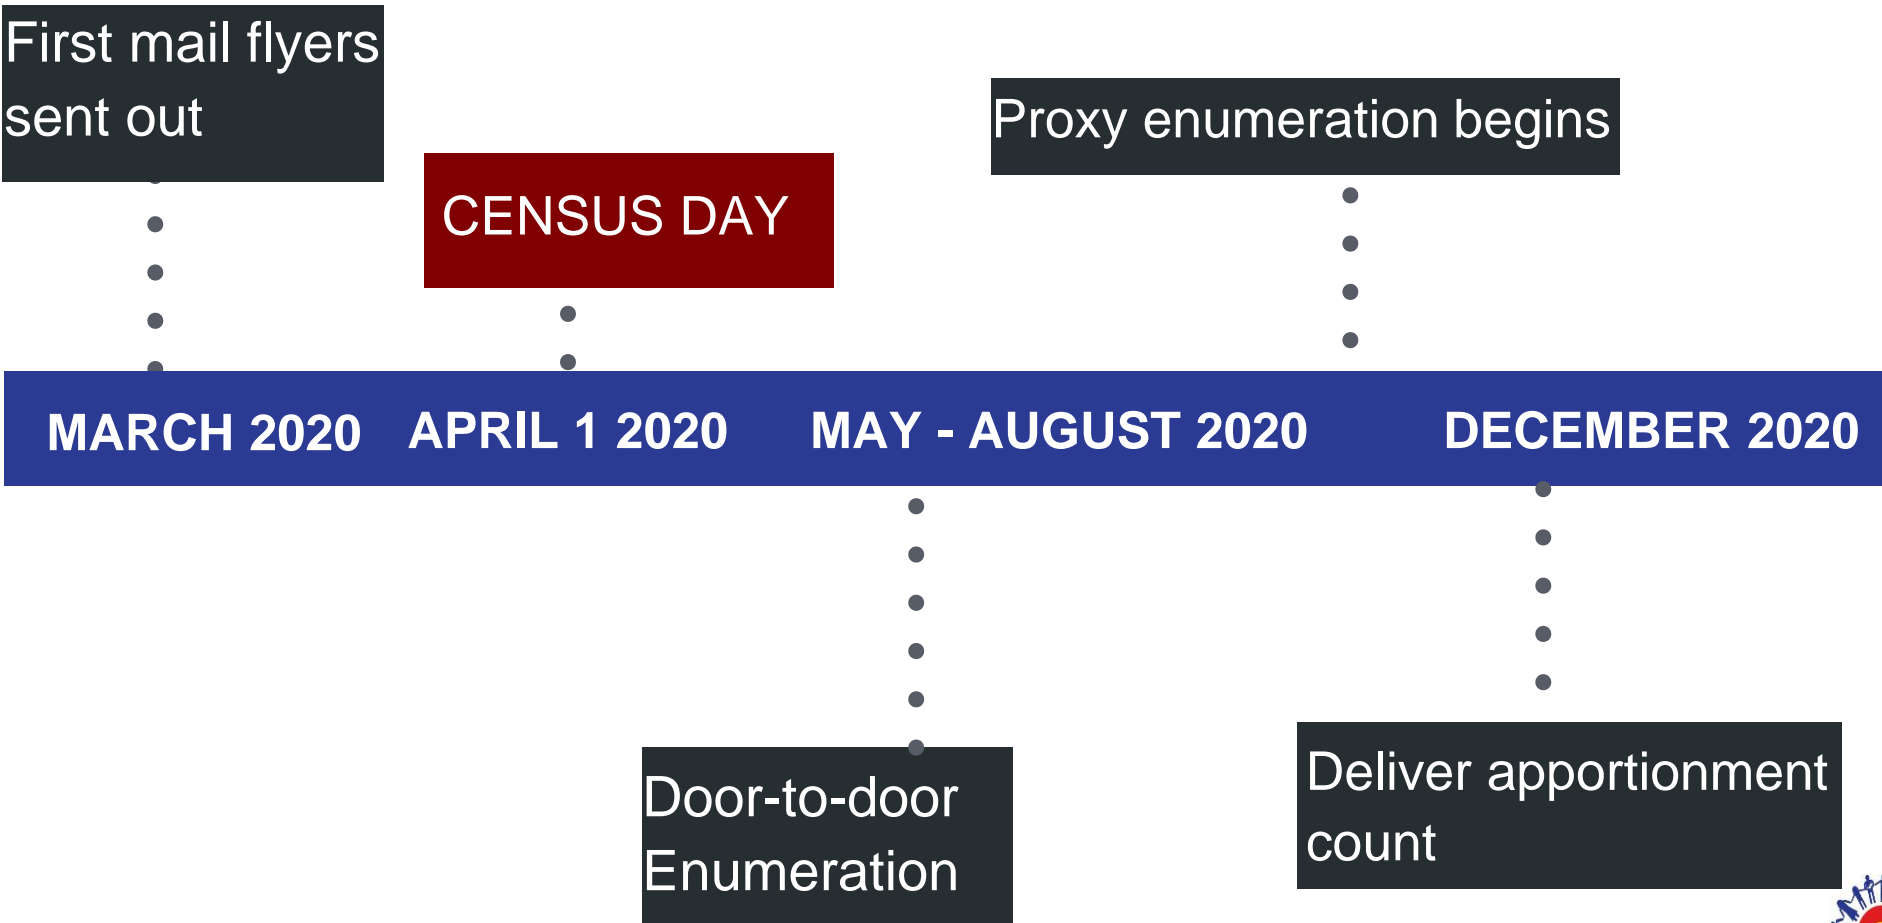 First mail flyers
sent out
CENSUS DAY
Proxy enumeration begins
MARCH 2020
APRIL 1 2020
MAY - AUGUST 2020
DECEMBER 2020
Door-to-door
Enumeration
Deliver apportionment
count